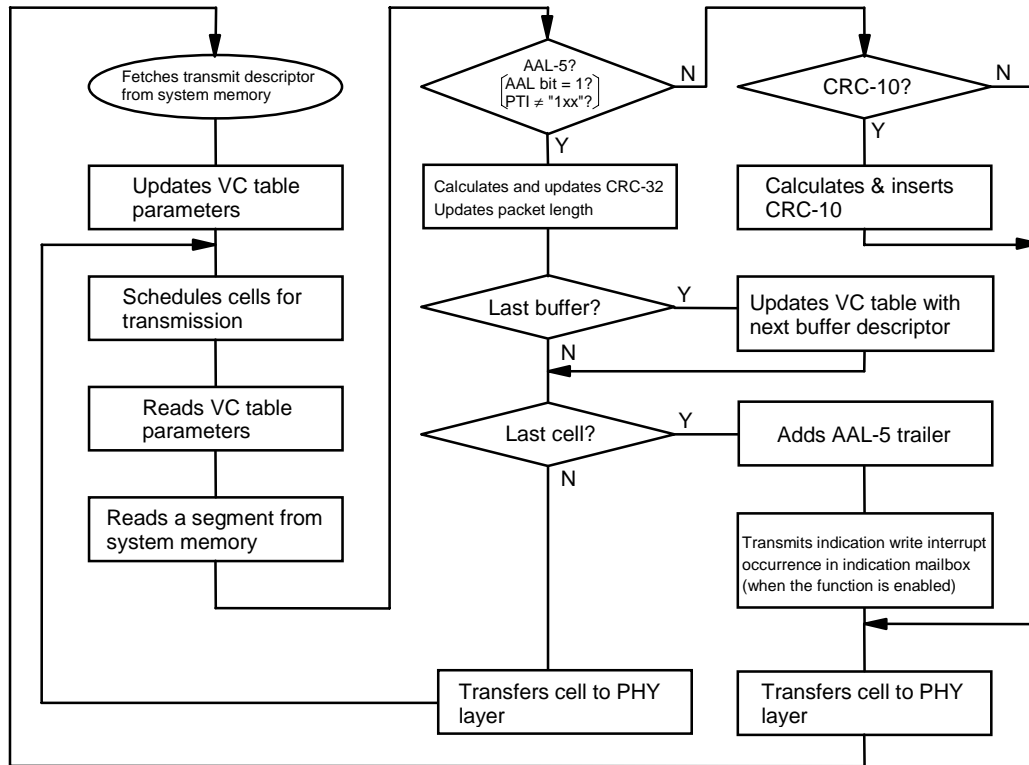 Fetches transmit descriptor
from system memory
Updates VC table
parameters
Schedules cells for
transmission
Reads VC table
parameters
Reads a segment from
system memory
AAL-5?
AAL bit = 1?
PTI ≠ "1xx"?
N
Y
Calculates and updates CRC-32
Updates packet length
Last buffer?
Y
N
Last cell?
Y
N
Transfers cell to PHY
layer
CRC-10?
N
Y
Calculates & inserts
CRC-10
Updates VC table with
next buffer descriptor
Adds AAL-5 trailer
Transmits indication write interrupt
occurrence in indication mailbox
(when the function is enabled)
Transfers cell to PHY
layer